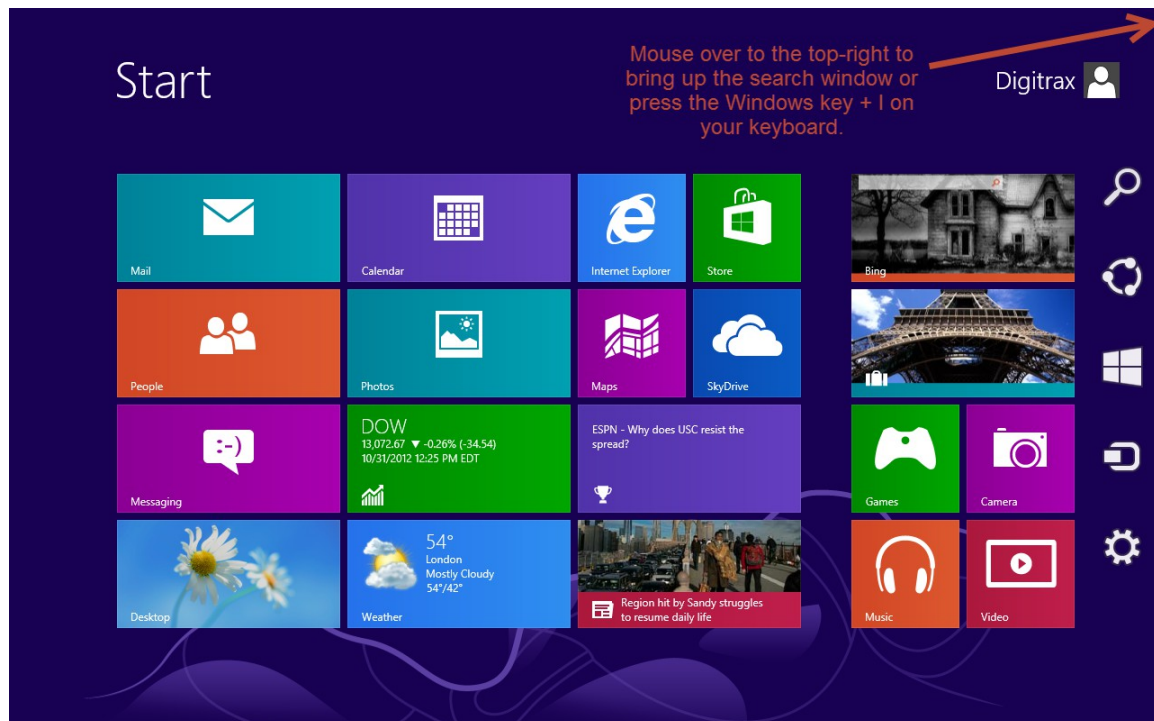 Start
Mouse over to the top-right to
bring up the search window or
press the Windows key + I on
your keyboard.
Digitrax
Mail
Calendar
Internet Explorer
Store
Bing
People
Photos
Maps
SkyDrive
:-)
Messaging
DOW
13,072.67 ▼ -0.26% (-34.54)
10/31/2012 12:25 PM EDT
ESPN - Why does USC resist the
spread?
Games
Camera
Desktop
54°
London
Mostly Cloudy
54°/42°
Weather
Region hit by Sandy struggles
to resume daily life
Music
Video